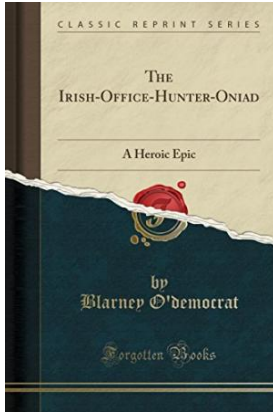 CLASSIC REPRINT SERIES
THE
IRISH-OFFICE-HUNTER-ONIAD
A HEROIC EPIC
by
Blarney O'democrat
Forgotten Books